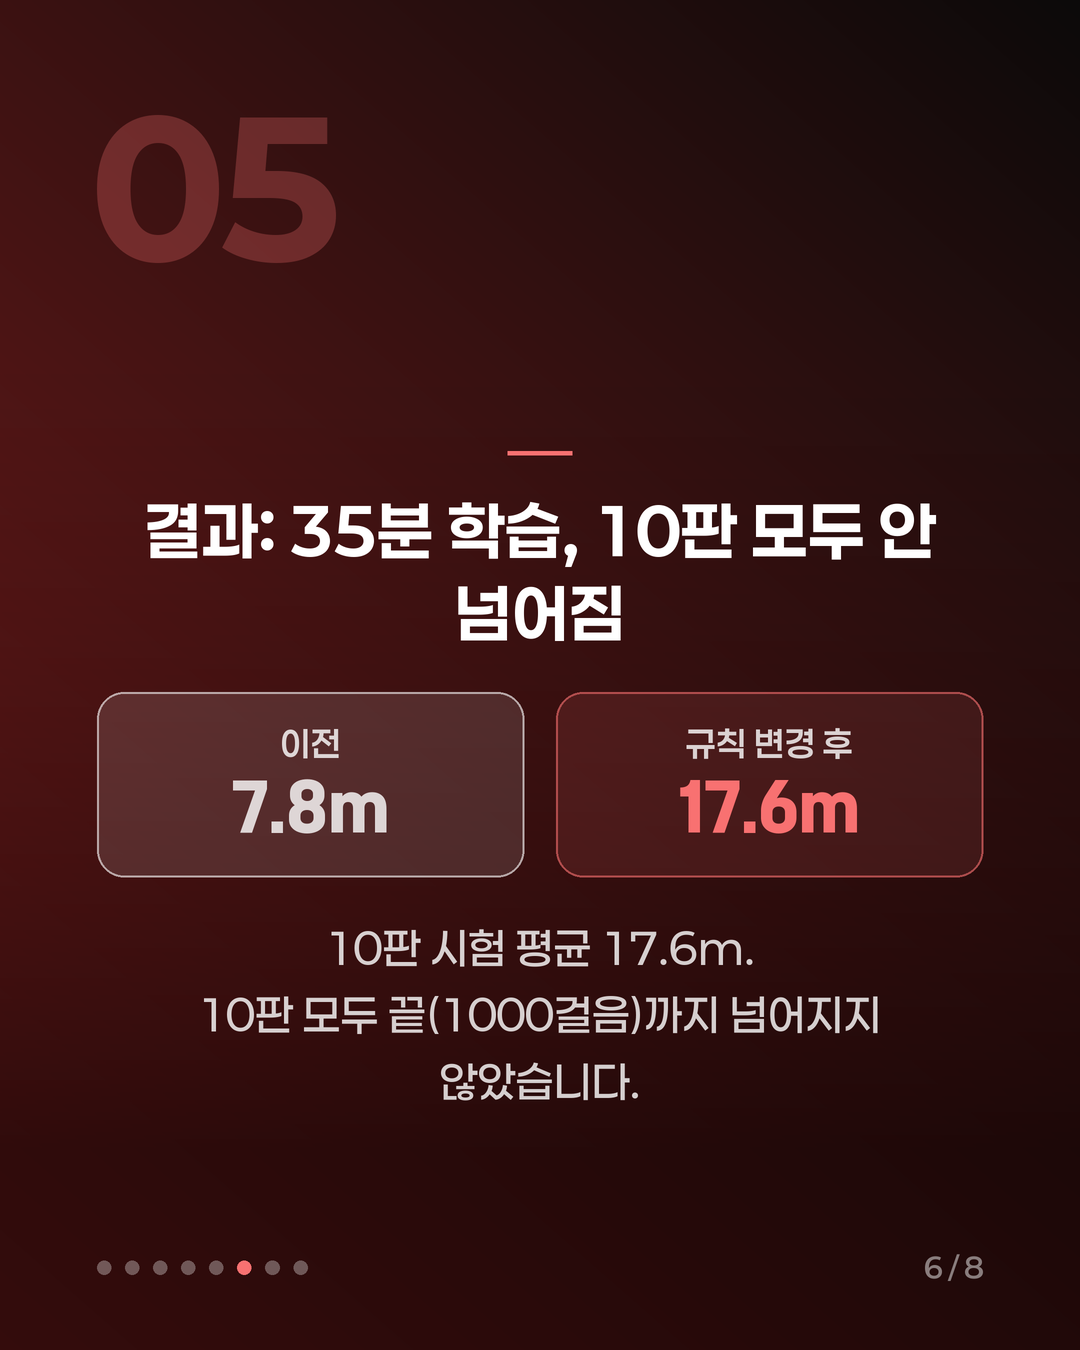 05
결과: 35분 학습, 10판 모두 안
넘어짐
이전
7.8m
규칙 변경 후
17.6m
10판 시험 평균 17.6m.
10판 모두 끝(1000걸음)까지 넘어지지
않았습니다.
6/8